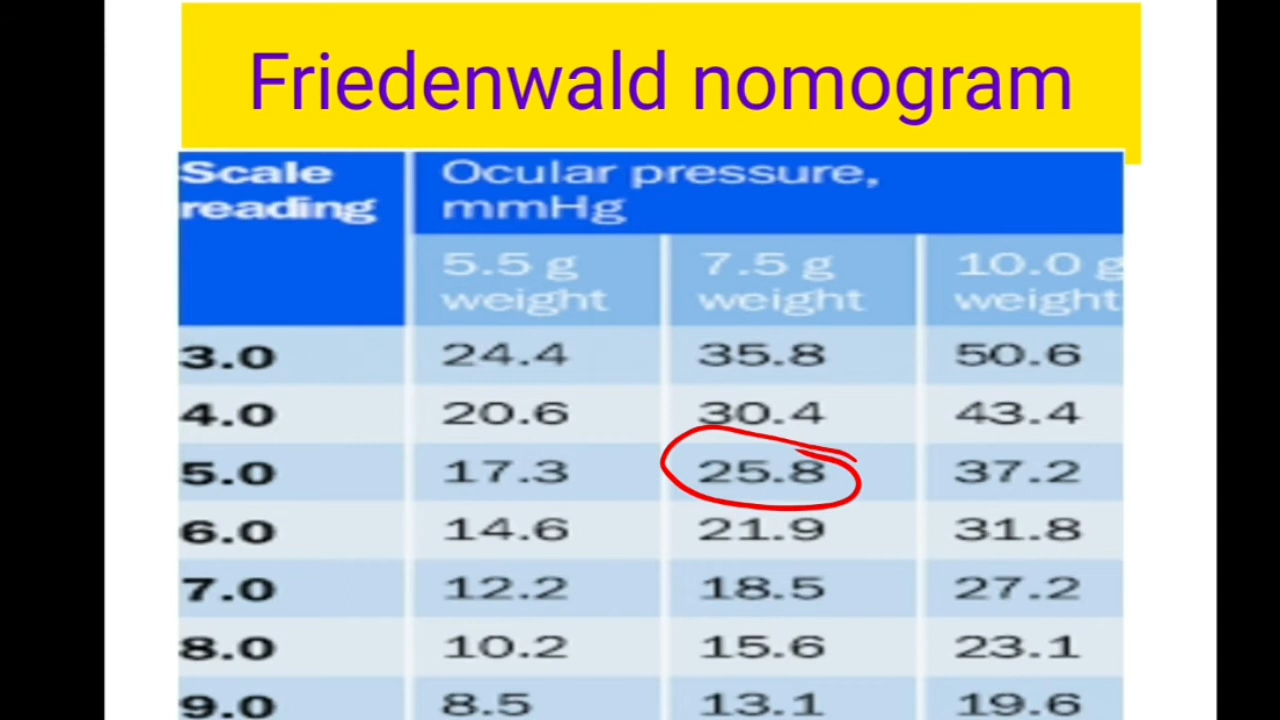 Friedenwald nomogram
Scale reading Ocular pressure, mmHg
5.5 g weight 7.5 g weight 10.0 g weight
3.0 24.4 35.8 50.6
4.0 20.6 30.4 43.4
5.0 17.3 25.8 37.2
6.0 14.6 21.9 31.8
7.0 12.2 18.5 27.2
8.0 10.2 15.6 23.1
9.0 8.5 13.1 19.6